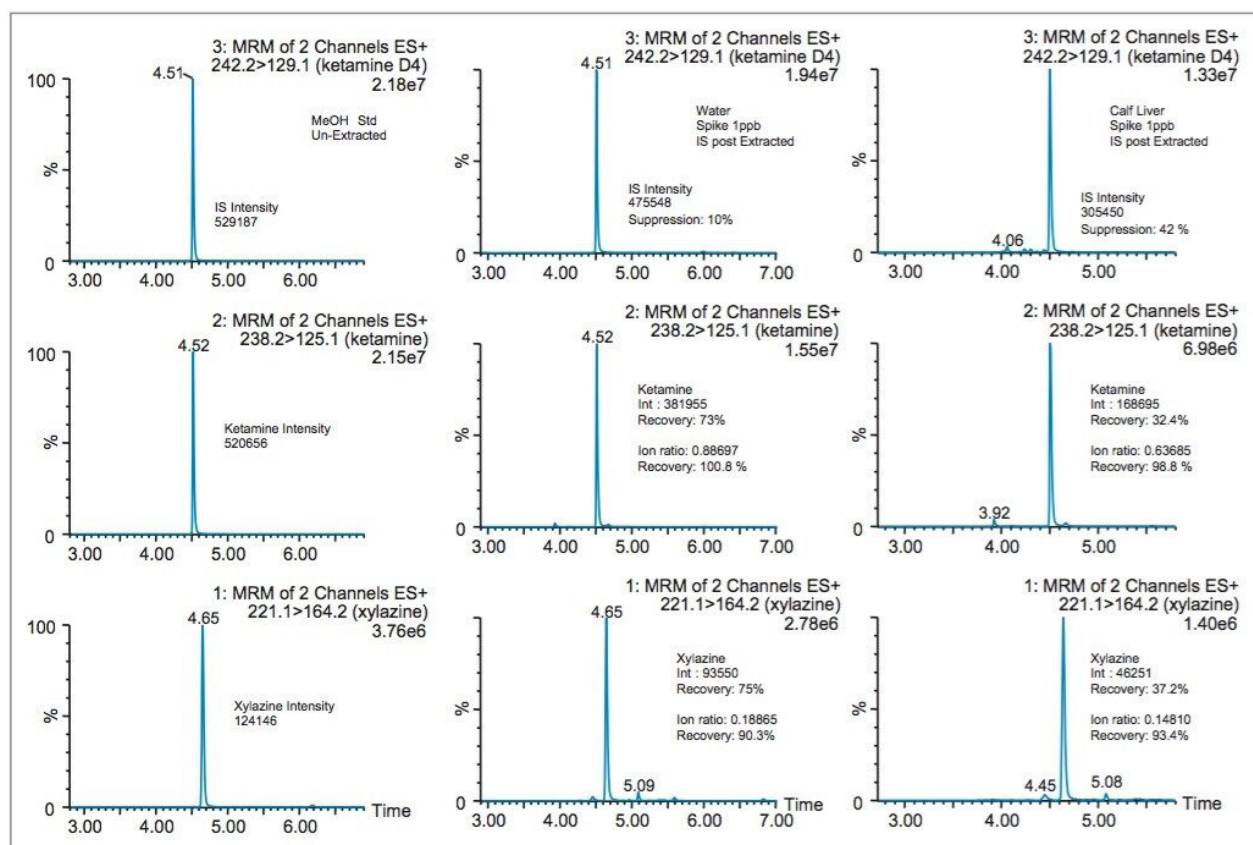 3: MRM of 2 Channels ES+
242.2>129.1 (ketamine D4)
2.18e7
4.51
100
%
0
MeOH Std
Un-Extracted
IS Intensity
529187
3.00 4.00 5.00 6.00
3: MRM of 2 Channels ES+
242.2>129.1 (ketamine D4)
1.94e7
4.51
%
0
Water
Spike 1ppb
IS post Extracted
IS Intensity
475548
Suppression: 10%
3.00 4.00 5.00 6.00 7.00
3: MRM of 2 Channels ES+
242.2>129.1 (ketamine D4)
1.33e7
%
0
Calf Liver
Spike 1ppb
IS post Extracted
IS Intensity
305450
Suppression: 42 %
4.06
3.00 4.00 5.00
2: MRM of 2 Channels ES+
238.2>125.1 (ketamine)
2.15e7
4.52
100
%
0
Ketamine Intensity
520656
3.00 4.00 5.00 6.00
2: MRM of 2 Channels ES+
238.2>125.1 (ketamine)
1.55e7
4.52
%
0
Ketamine
Int : 381955
Recovery: 73%
Ion ratio: 0.88697
Recovery: 100.8 %
3.00 4.00 5.00 6.00 7.00
2: MRM of 2 Channels ES+
238.2>125.1 (ketamine)
6.98e6
%
0
Ketamine
Int : 168695
Recovery: 32.4%
Ion ratio: 0.63685
Recovery: 98.8 %
3.92
3.00 4.00 5.00
1: MRM of 2 Channels ES+
221.1>164.2 (xylazine)
3.76e6
4.65
100
%
0
Xylazine Intensity
124146
Time
3.00 4.00 5.00 6.00
1: MRM of 2 Channels ES+
221.1>164.2 (xylazine)
2.78e6
4.65
%
0
Xylazine
Int : 93550
Recovery: 75%
Ion ratio: 0.18865
Recovery: 90.3%
5.09
Time
3.00 4.00 5.00 6.00 7.00
1: MRM of 2 Channels ES+
221.1>164.2 (xylazine)
1.40e6
%
0
Xylazine
Int : 46251
Recovery: 37.2%
Ion ratio: 0.14810
Recovery: 93.4%
4.45
5.08
Time
3.00 4.00 5.00